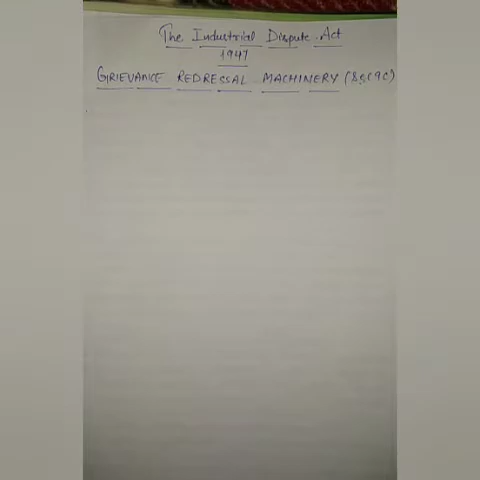 The Industrial Dispute Act
1947
GRIEVANCE REDRESSAL MACHINERY (Sec 9C)